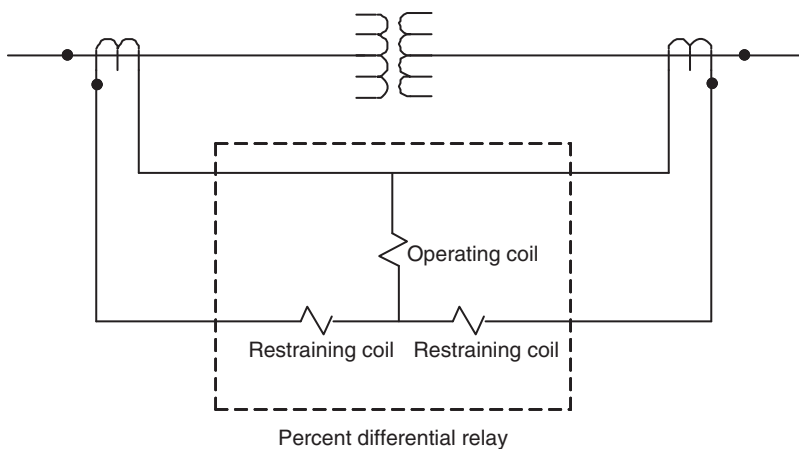 Operating coil
Restraining coil Restraining coil
Percent differential relay